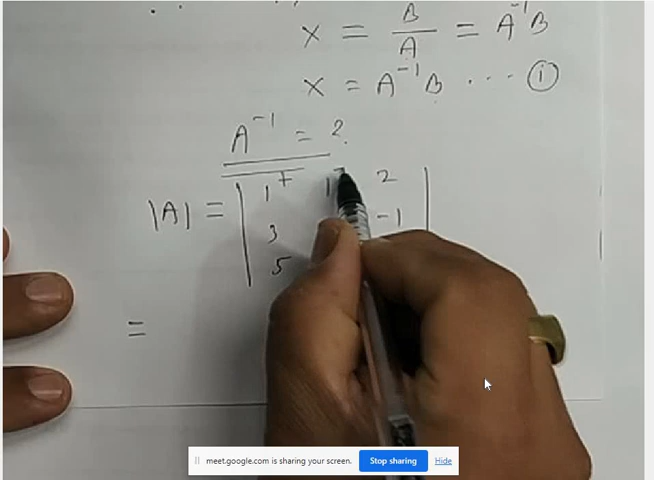 X = B/A = A⁻¹B
X = A⁻¹B ... ①
A⁻¹ = ?
|A| = | 1⁺ 1⁻ 2 |
3 -1
5
=
meet.google.com is sharing your screen. Stop sharing Hide